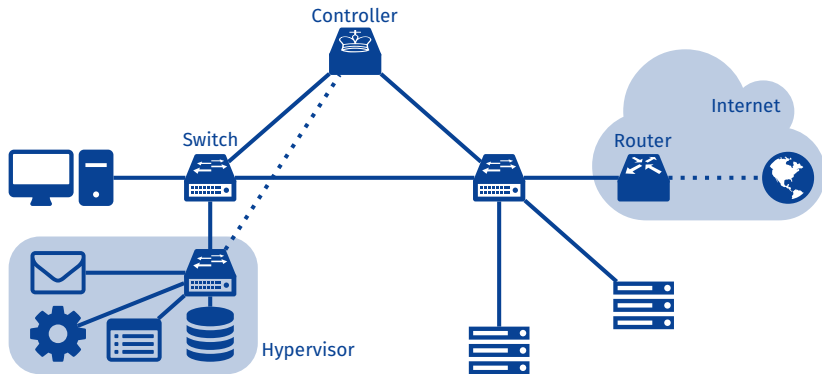 Controller
Internet
Switch
Router
Hypervisor